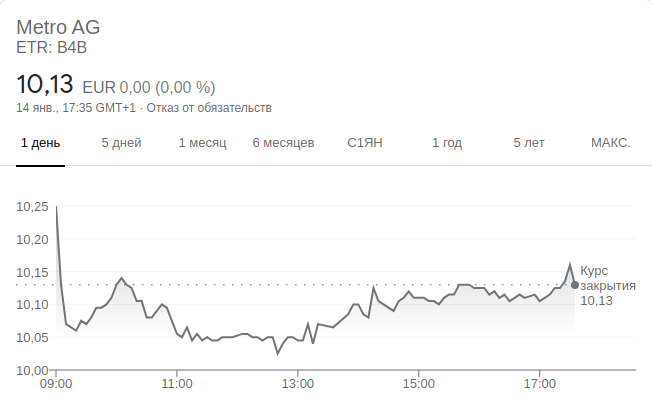 Metro AG
ETR: B4B
10,13 EUR 0,00 (0,00 %)
14 янв., 17:35 GMT+1 · Отказ от обязательств
1 день 5 дней 1 месяц 6 месяцев С1ЯН 1 год 5 лет МАКС.
10,25
10,20
10,15
10,10
10,05
10,00
Курс
закрытия
10,13
09:00 11:00 13:00 15:00 17:00